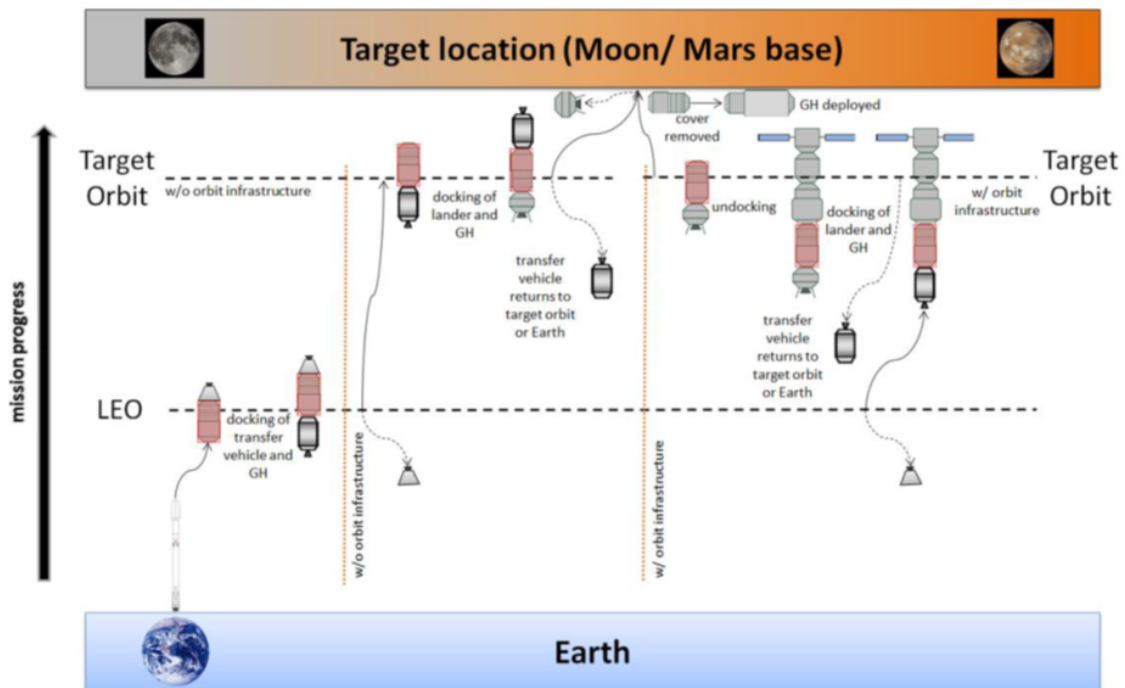 Target location (Moon/ Mars base)
GH deployed
cover
removed
Target
Orbit
w/o orbit infrastructure
docking of
lander and
GH
undocking
docking of
lander and
GH
w/ orbit
infrastructure
Target
Orbit
transfer
vehicle
returns to
target orbit
or Earth
transfer
vehicle
returns to
target orbit
or Earth
mission progress
LEO
docking of
transfer
vehicle and
GH
w/o orbit infrastructure
w/ orbit infrastructure
Earth